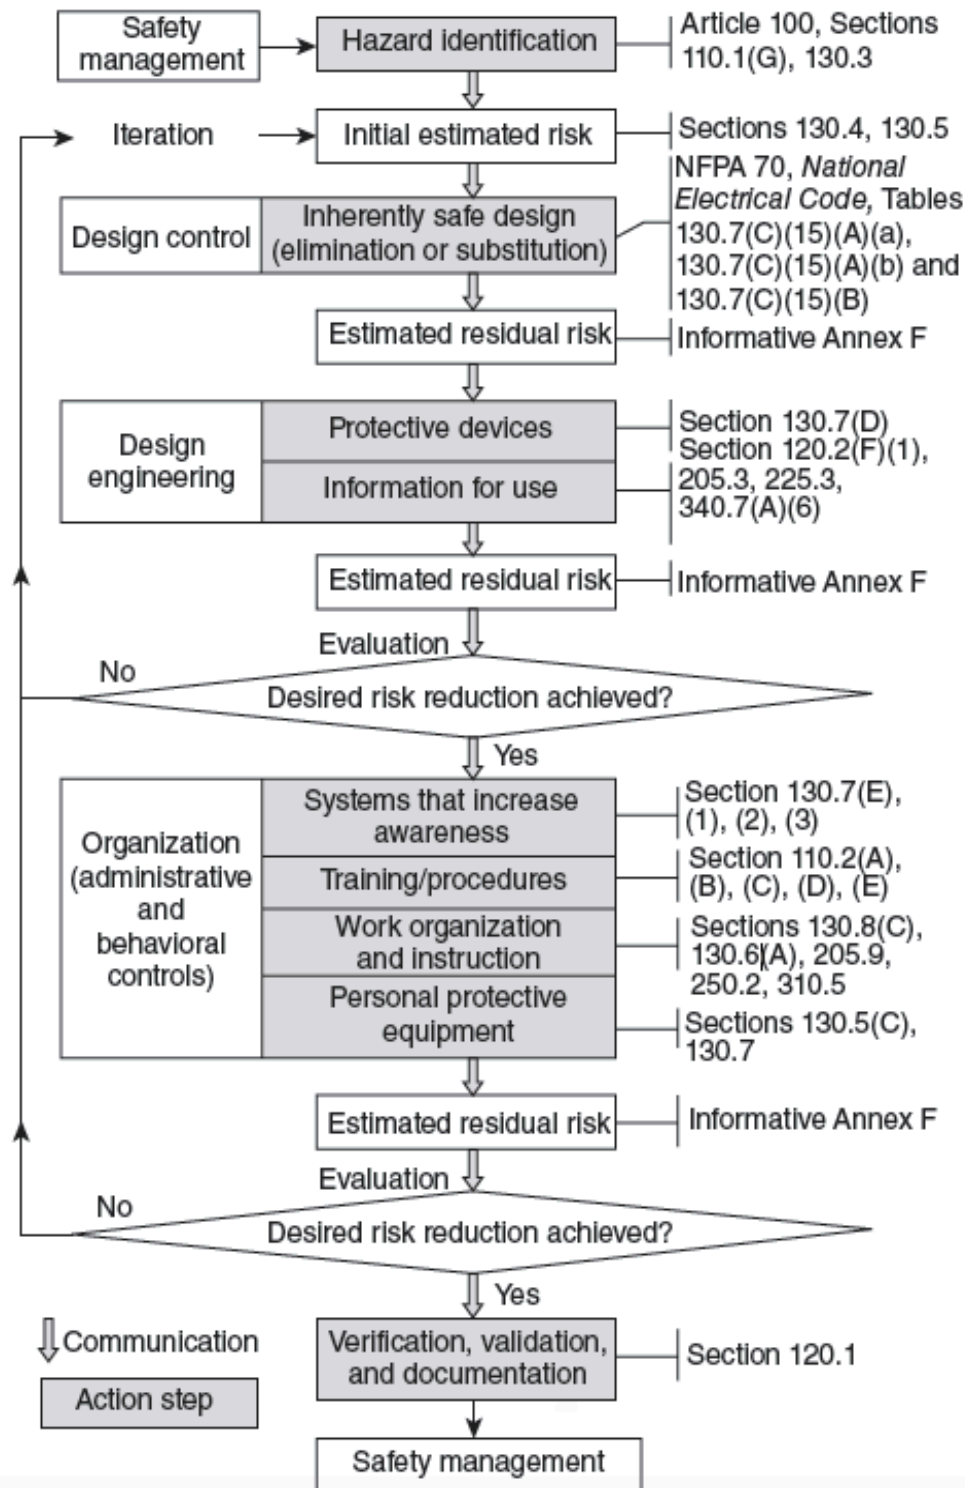 Safety
management
Hazard identification
Article 100, Sections
110.1(G), 130.3
Iteration
Initial estimated risk
Sections 130.4, 130.5
Design control
Inherently safe design
(elimination or substitution)
NFPA 70, National
Electrical Code, Tables
130.7(C)(15)(A)(a),
130.7(C)(15)(A)(b) and
130.7(C)(15)(B)
Estimated residual risk
Informative Annex F
Design
engineering
Protective devices
Section 130.7(D)
Information for use
Section 120.2(F)(1),
205.3, 225.3,
340.7(A)(6)
Estimated residual risk
Informative Annex F
Evaluation
No
Desired risk reduction achieved?
Yes
Organization
(administrative
and
behavioral
controls)
Systems that increase
awareness
Section 130.7(E),
(1), (2), (3)
Training/procedures
Section 110.2(A),
(B), (C), (D), (E)
Work organization
and instruction
Sections 130.8(C),
130.6(A), 205.9,
250.2, 310.5
Personal protective
equipment
Sections 130.5(C),
130.7
Estimated residual risk
Informative Annex F
Evaluation
No
Desired risk reduction achieved?
Yes
Communication
Action step
Verification, validation,
and documentation
Section 120.1
Safety management